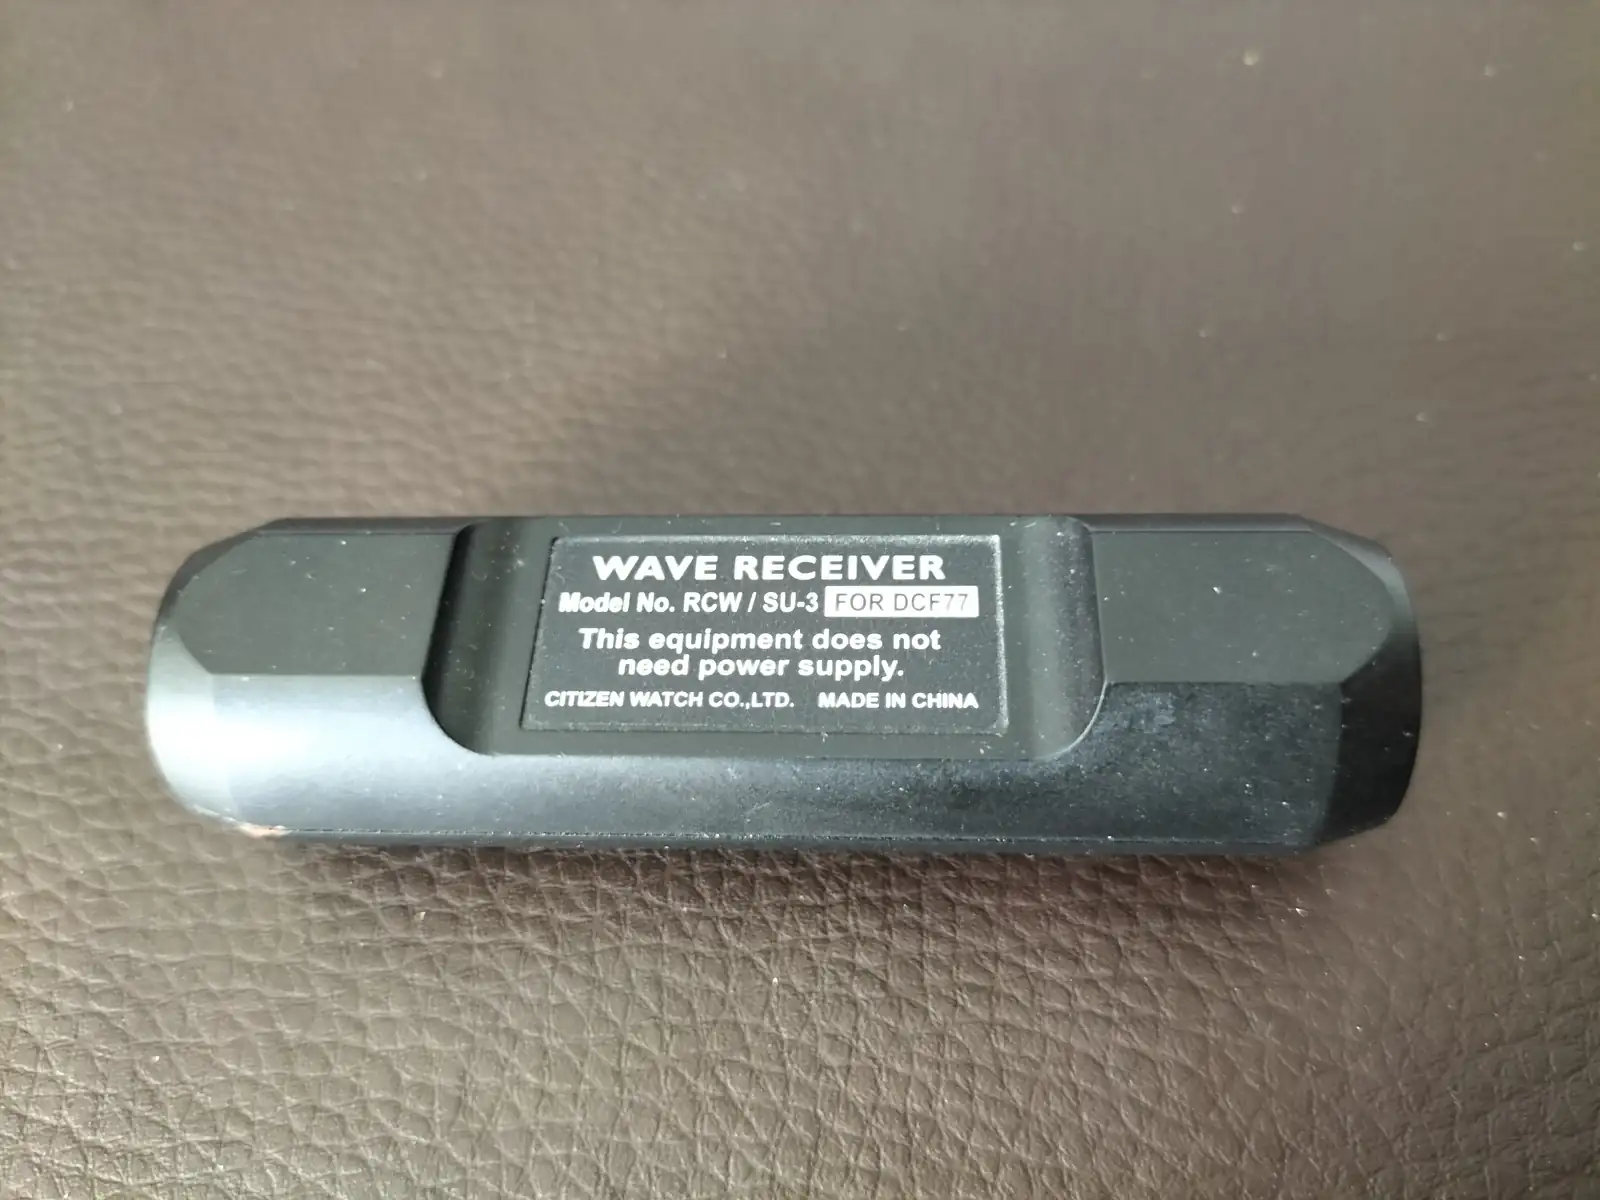 WAVE RECEIVER
Model No. RCW / SU-3 FOR DCF77
This equipment does not
need power supply.
CITIZEN WATCH CO.,LTD. MADE IN CHINA